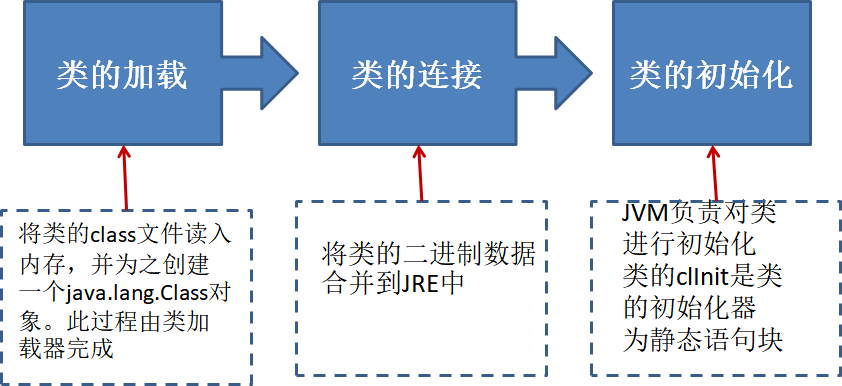 类的加载
类的连接
类的初始化
将类的class文件读入
内存，并为之创建
一个java.lang.Class对
象。此过程由类加
载器完成
将类的二进制数据
合并到JRE中
JVM负责对类
进行初始化
类的clInit是类
的初始化器
为静态语句块